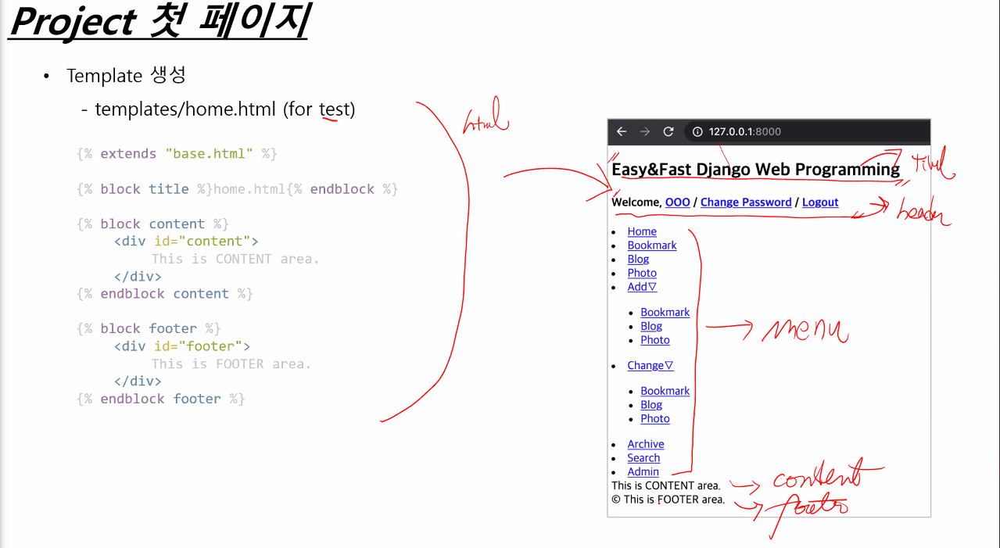 Project 첫 페이지
• Template 생성
- templates/home.html (for test)
{% extends "base.html" %}
{% block title %}home.html{% endblock %}
{% block content %}
<div id="content">
This is CONTENT area.
</div>
{% endblock content %}
{% block footer %}
<div id="footer">
This is FOOTER area.
</div>
{% endblock footer %}
html
127.0.0.1:8000
Easy&Fast Django Web Programming
Welcome, OOO / Change Password / Logout
header
• Home
• Bookmark
• Blog
• Photo
• Add▽
• Bookmark
• Blog
• Photo
menu
• Change▽
• Bookmark
• Blog
• Photo
• Archive
• Search
• Admin
This is CONTENT area.
content
© This is FOOTER area.